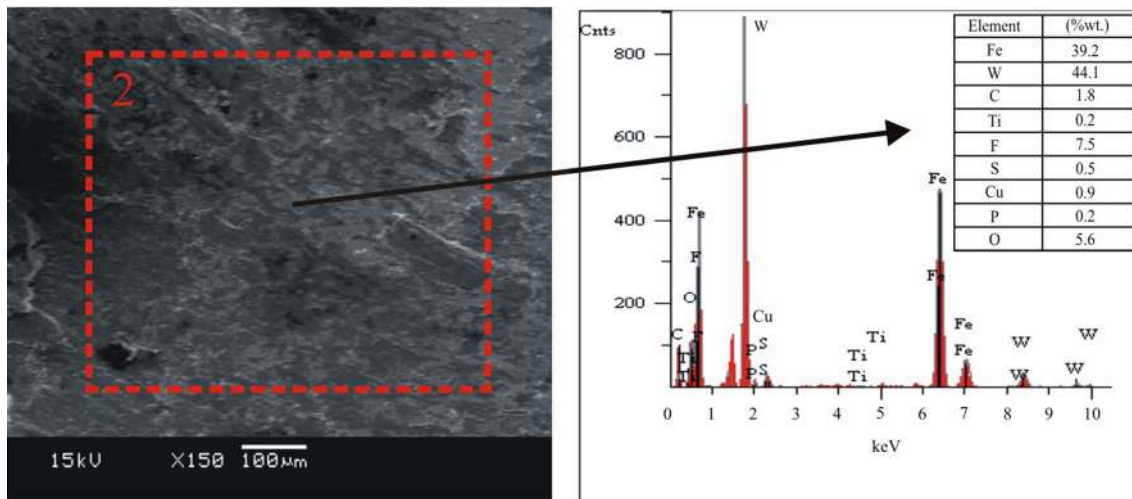 2
15kV X150 100μm
Cnts
800
600
400
200
W
Fe
F
O
C
F
Ti
Ti
Cu
P S
P S
Ti
Ti
Ti
Fe
Fe
Fe
Fe
W
W
W
W
0 1 2 3 4 5 6 7 8 9 10
keV
Element (%wt.)
Fe 39.2
W 44.1
C 1.8
Ti 0.2
F 7.5
S 0.5
Cu 0.9
P 0.2
O 5.6